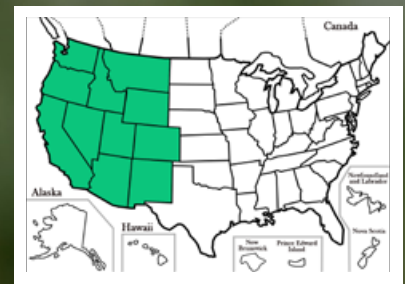 Canada
Alaska
Hawaii
New
Brunswick
Prince Edward
Island
Newfoundland
and Labrador
Nova Scotia